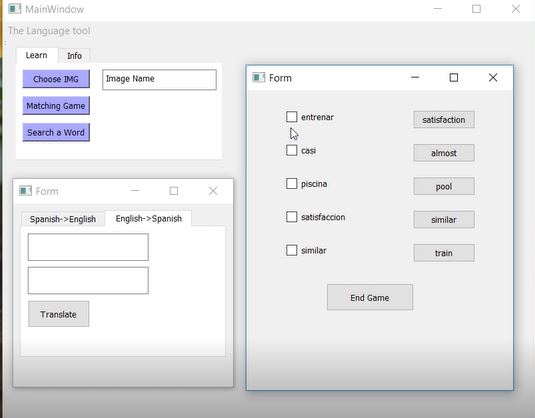 MainWindow
The Language tool
Learn Info
Choose IMG Image Name
Matching Game
Search a Word
Form
Spanish->English English->Spanish
Translate
Form
entrenar satisfaction
casi almost
piscina pool
satisfaccion similar
similar train
End Game